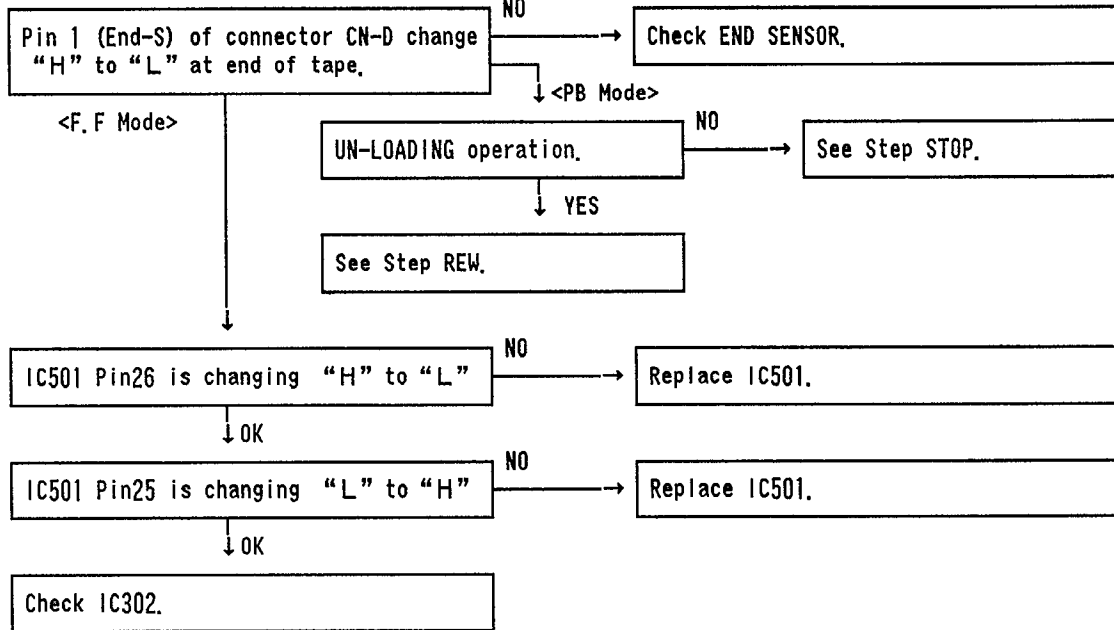 NO
Pin 1 (End-S) of connector CN-D change
“H” to “L” at end of tape.
Check END SENSOR.
<PB Mode>
<F.F Mode>
NO
UN-LOADING operation.
See Step STOP.
YES
See Step REW.
NO
IC501 Pin26 is changing “H” to “L”
Replace IC501.
OK
NO
IC501 Pin25 is changing “L” to “H”
Replace IC501.
OK
Check IC302.